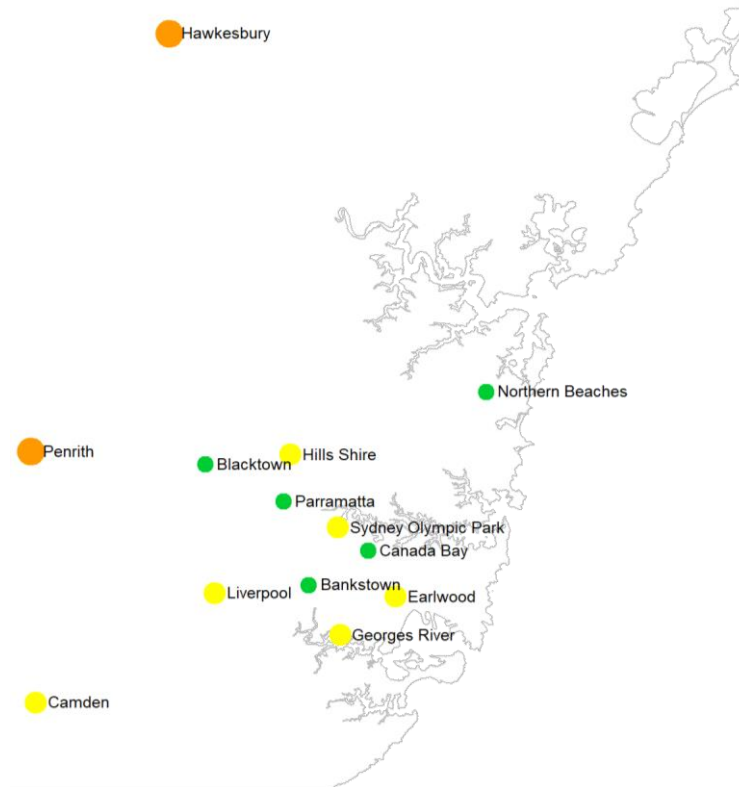 Hawkesbury
Northern Beaches
Penrith
Hills Shire
Blacktown
Parramatta
Sydney Olympic Park
Canada Bay
Bankstown
Liverpool
Earlwood
Georges River
Camden